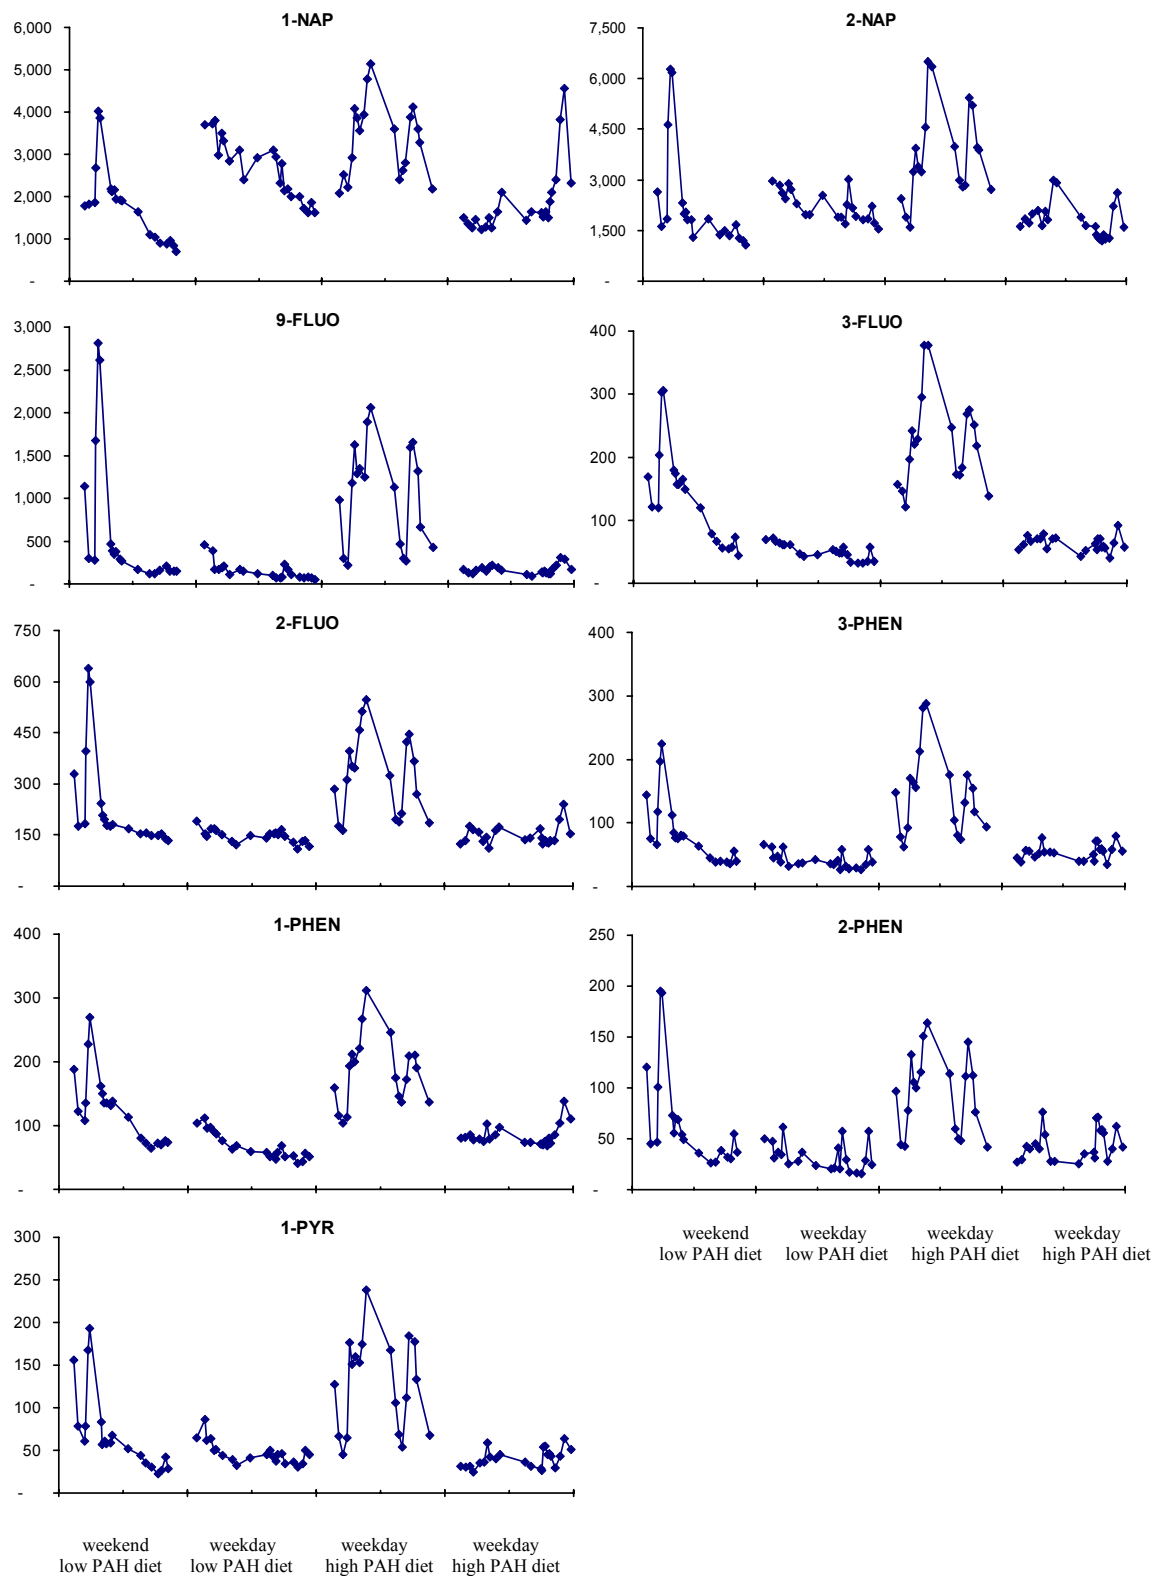 1-NAP
6,000
5,000
4,000
3,000
2,000
1,000
-
2-NAP
7,500
6,000
4,500
3,000
1,500
-
9-FLUO
3,000
2,500
2,000
1,500
1,000
500
-
3-FLUO
400
300
200
100
-
2-FLUO
750
600
450
300
150
-
3-PHEN
400
300
200
100
-
1-PHEN
400
300
200
100
-
2-PHEN
250
200
150
100
50
-
weekend
low PAH diet
weekday
low PAH diet
weekday
high PAH diet
weekday
high PAH diet
1-PYR
300
250
200
150
100
50
-
weekend
low PAH diet
weekday
low PAH diet
weekday
high PAH diet
weekday
high PAH diet